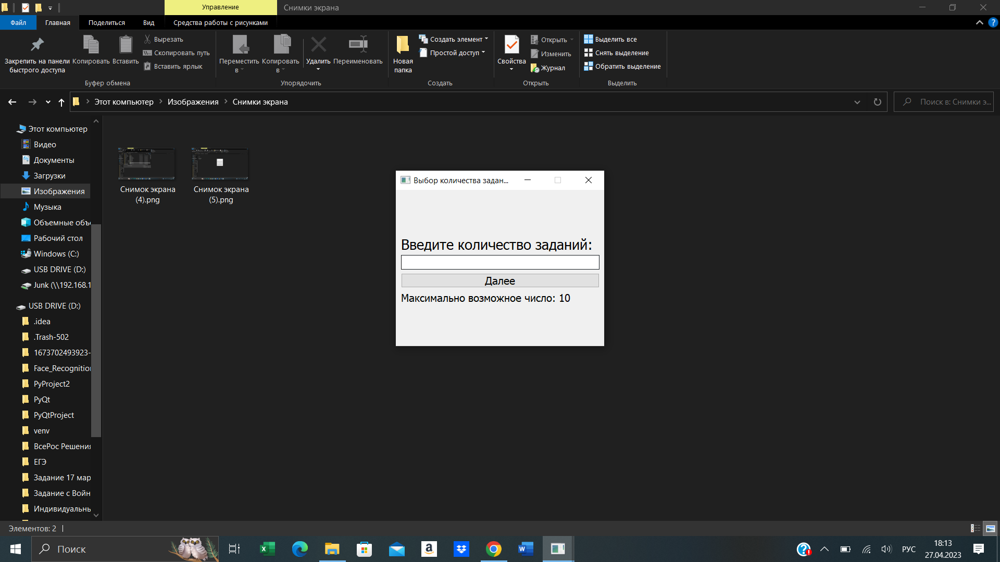 Управление
Снимки экрана
Файл
Главная
Поделиться
Вид
Средства работы с рисунками
Закрепить на панели
быстрого доступа
Копировать
Вставить
Вырезать
Скопировать путь
Вставить ярлык
Буфер обмена
Переместить
в
Копировать
в
Удалить
Переименовать
Упорядочить
Новая
папка
Создать элемент
Простой доступ
Создать
Свойства
Открыть
Изменить
Журнал
Открыть
Выделить все
Снять выделение
Обратить выделение
Выделить
Этот компьютер
Изображения
Снимки экрана
Поиск в: Снимки э...
Этот компьютер
Видео
Документы
Загрузки
Изображения
Музыка
Объемные объ
Рабочий стол
Windows (C:)
USB DRIVE (D:)
Junk (\\192.168.1
USB DRIVE (D:)
.idea
.Trash-502
1673702493923-
Face_Recognition
PyProject2
PyQt
PyQtProject
venv
ВсеРос Решения
ЕГЭ
Задание 17 мар
Задание с Войн
Индивидуальн
Снимок экрана
(4).png
Снимок экрана
(5).png
Выбор количества задан...
Введите количество заданий:
Далее
Максимально возможное число: 10
Элементов: 2
Поиск
РУС
18:13
27.04.2023